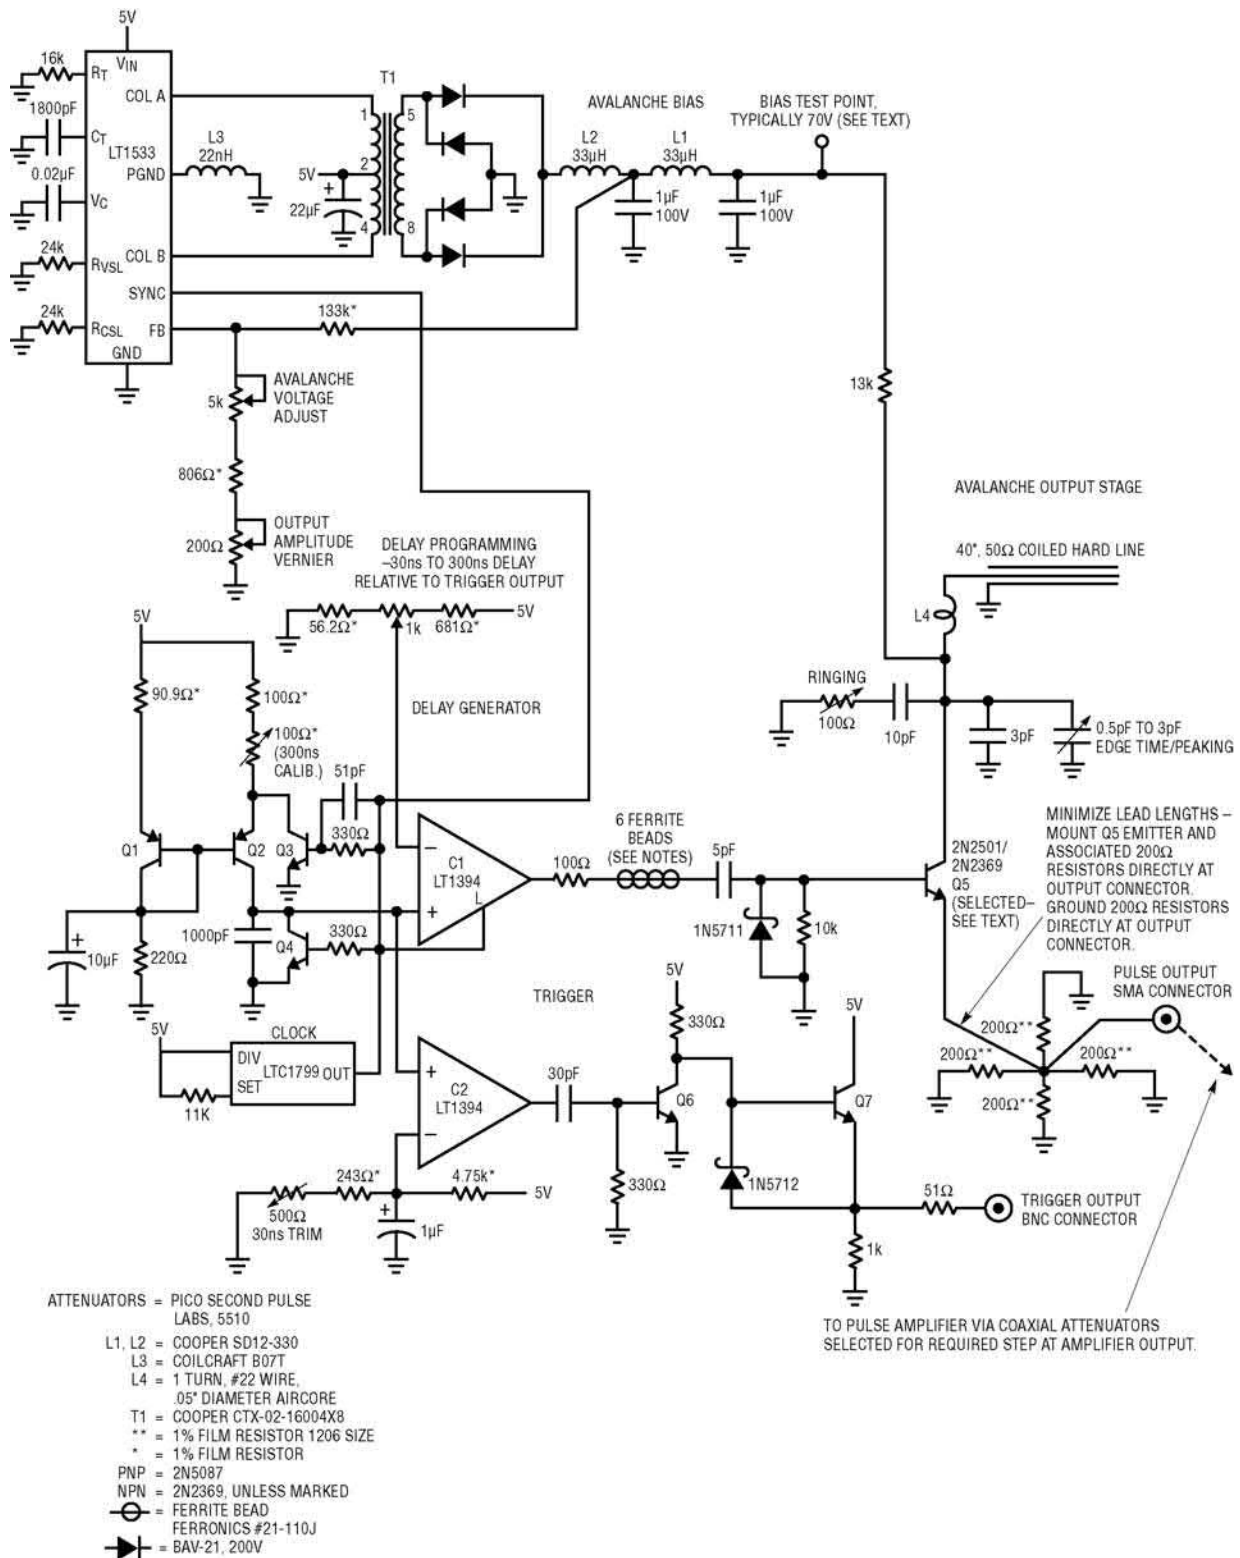 5V
16k
RT
VIN
COL A
T1
1800pF
CT
LT1533
PGND
L3
22nH
0.02µF
VC
24k
RVSL
COL B
SYNC
24k
RCSL
FB
GND
1
2
4
5
8
5V
+
22µF
AVALANCHE BIAS
L2
33µH
L1
33µH
1µF
100V
1µF
100V
BIAS TEST POINT,
TYPICALLY 70V (SEE TEXT)
133k*
13k
5k
AVALANCHE
VOLTAGE
ADJUST
806Ω*
200Ω
OUTPUT
AMPLITUDE
VERNIER
DELAY PROGRAMMING
–30ns TO 300ns DELAY
RELATIVE TO TRIGGER OUTPUT
56.2Ω*
1k
681Ω*
5V
AVALANCHE OUTPUT STAGE
40", 50Ω COILED HARD LINE
L4
5V
90.9Ω*
100Ω*
100Ω*
(300ns
CALIB.)
DELAY GENERATOR
51pF
330Ω
Q1
Q2
Q3
C1
LT1394
–
+
L
1000pF
Q4
330Ω
+
10µF
220Ω
100Ω
6 FERRITE
BEADS
(SEE NOTES)
5pF
1N5711
10k
RINGING
100Ω
10pF
3pF
0.5pF TO 3pF
EDGE TIME/PEAKING
2N2501/
2N2369
Q5
(SELECTED–
SEE TEXT)
MINIMIZE LEAD LENGTHS –
MOUNT Q5 EMITTER AND
ASSOCIATED 200Ω
RESISTORS DIRECTLY AT
OUTPUT CONNECTOR.
GROUND 200Ω RESISTORS
DIRECTLY AT OUTPUT
CONNECTOR.
PULSE OUTPUT
SMA CONNECTOR
200Ω**
200Ω**
200Ω**
200Ω**
5V
CLOCK
DIV
SET
LTC1799
OUT
11K
TRIGGER
+
–
C2
LT1394
30pF
5V
330Ω
Q6
330Ω
5V
Q7
1N5712
51Ω
1k
TRIGGER OUTPUT
BNC CONNECTOR
500Ω
30ns TRIM
243Ω*
4.75k*
5V
+
1µF
TO PULSE AMPLIFIER VIA COAXIAL ATTENUATORS
SELECTED FOR REQUIRED STEP AT AMPLIFIER OUTPUT.
ATTENUATORS = PICO SECOND PULSE
LABS, 5510
L1, L2 = COOPER SD12-330
L3 = COILCRAFT B07T
L4 = 1 TURN, #22 WIRE,
.05" DIAMETER AIRCORE
T1 = COOPER CTX-02-16004X8
** = 1% FILM RESISTOR 1206 SIZE
* = 1% FILM RESISTOR
PNP = 2N5087
NPN = 2N2369, UNLESS MARKED
= FERRITE BEAD
FERRONICS #21-110J
= BAV-21, 200V